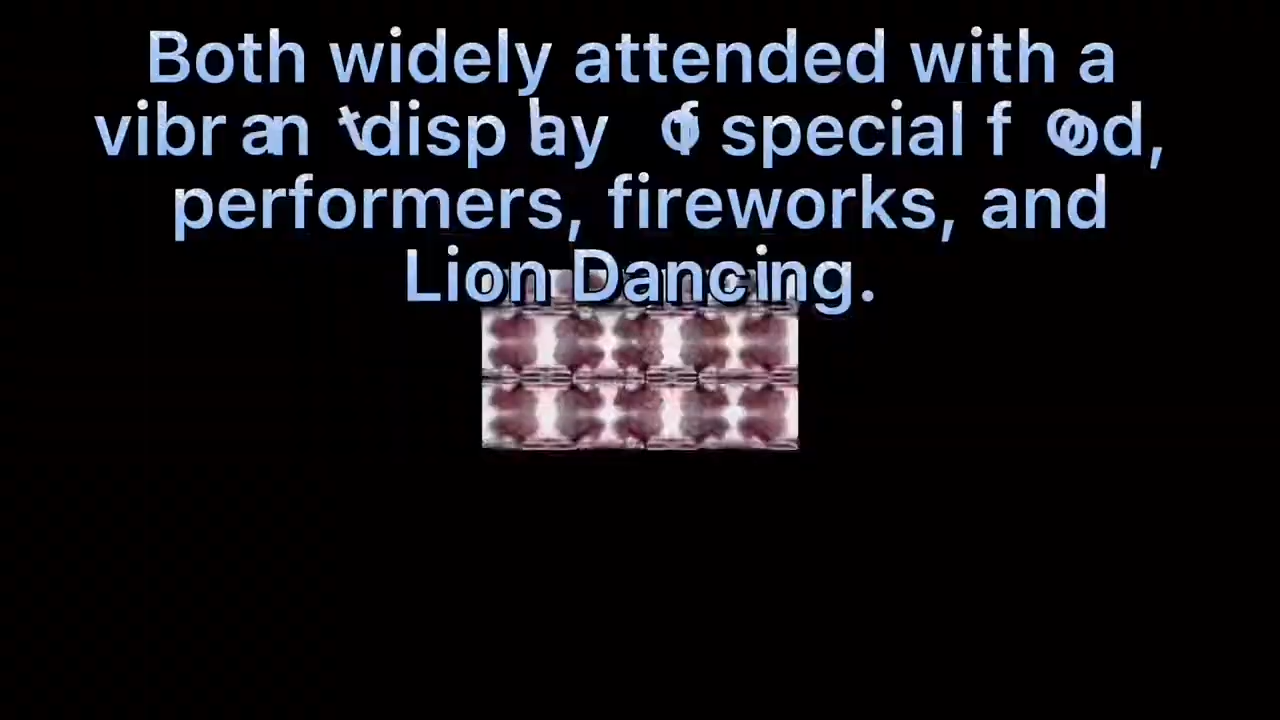 Both widely attended with a
vibrant display of special food,
performers, fireworks, and
Lion Dancing.